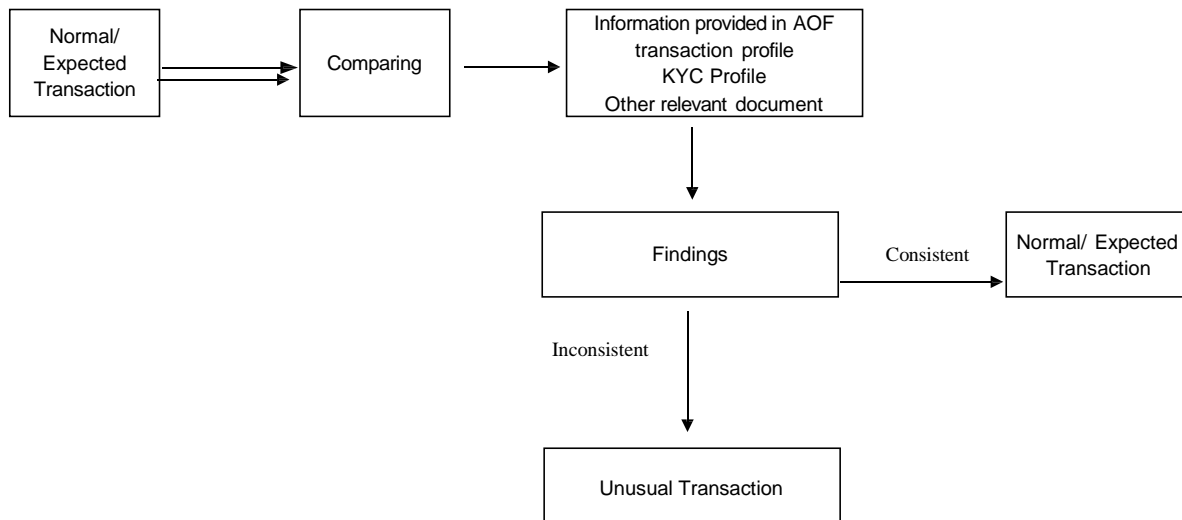 Normal/
Expected
Transaction
Comparing
Information provided in AOF
transaction profile
KYC Profile
Other relevant document
Findings
Consistent
Normal/ Expected
Transaction
Inconsistent
Unusual Transaction